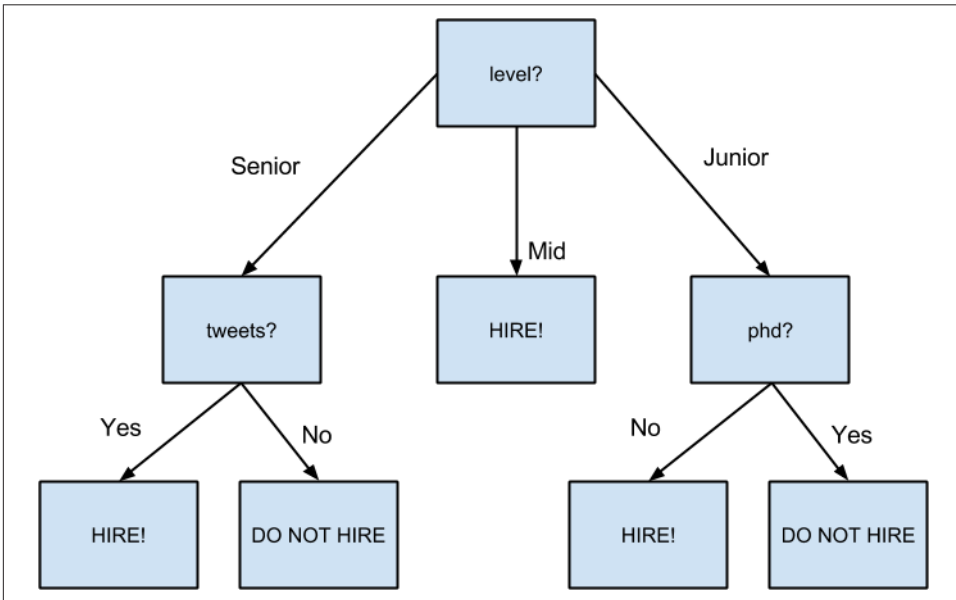 level?
Senior
Junior
Mid
tweets?
HIRE!
phd?
Yes
No
No
Yes
HIRE!
DO NOT HIRE
HIRE!
DO NOT HIRE